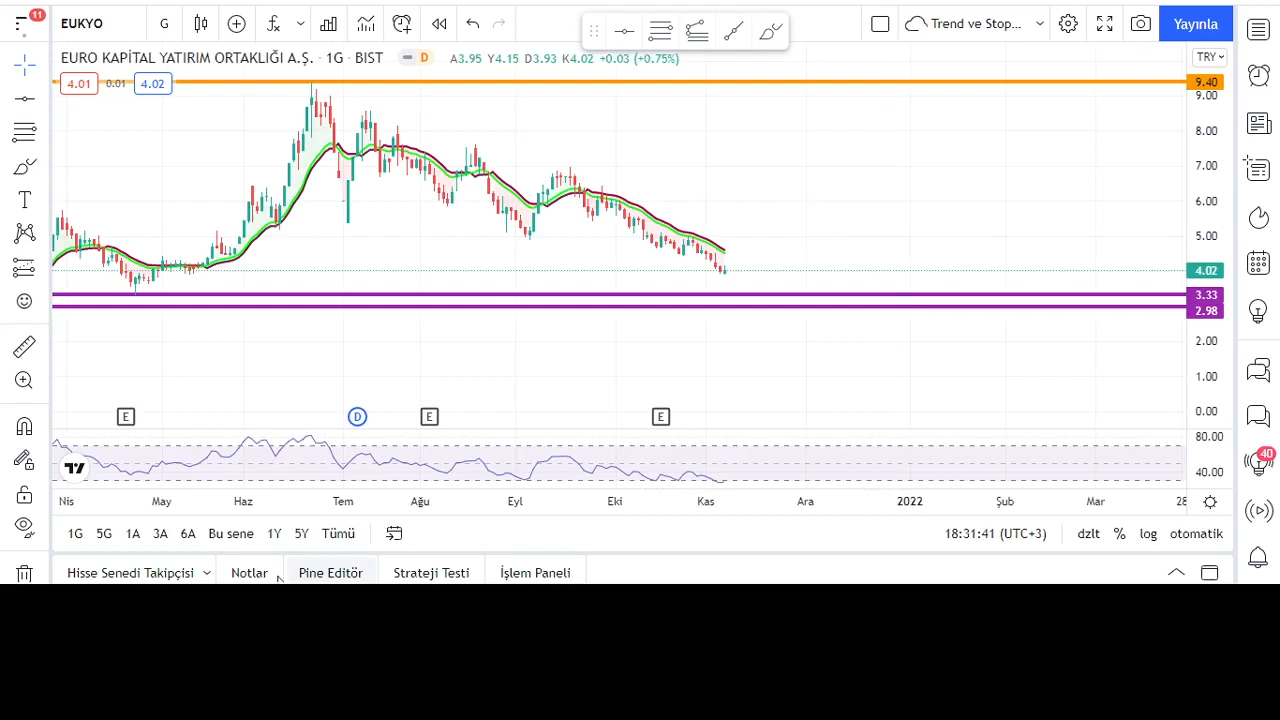 11
EUKYO G Trend ve Stop... Yayınla
EURO KAPİTAL YATIRIM ORTAKLIĞI A.Ş. · 1G · BIST D A3.95 Y4.15 D3.93 K4.02 +0.03 (+0.75%) TRY
4.01 0.01 4.02
9.40
9.00
8.00
7.00
6.00
5.00
4.02
3.33
2.98
2.00
1.00
0.00
E D E E
80.00
40.00
40
Nis May Haz Tem Ağu Eyl Eki Kas Ara 2022 Şub Mar 28
1G 5G 1A 3A 6A Bu sene 1Y 5Y Tümü 18:31:41 (UTC+3) dzlt % log otomatik
Hisse Senedi Takipçisi Notlar Pine Editör Strateji Testi İşlem Paneli